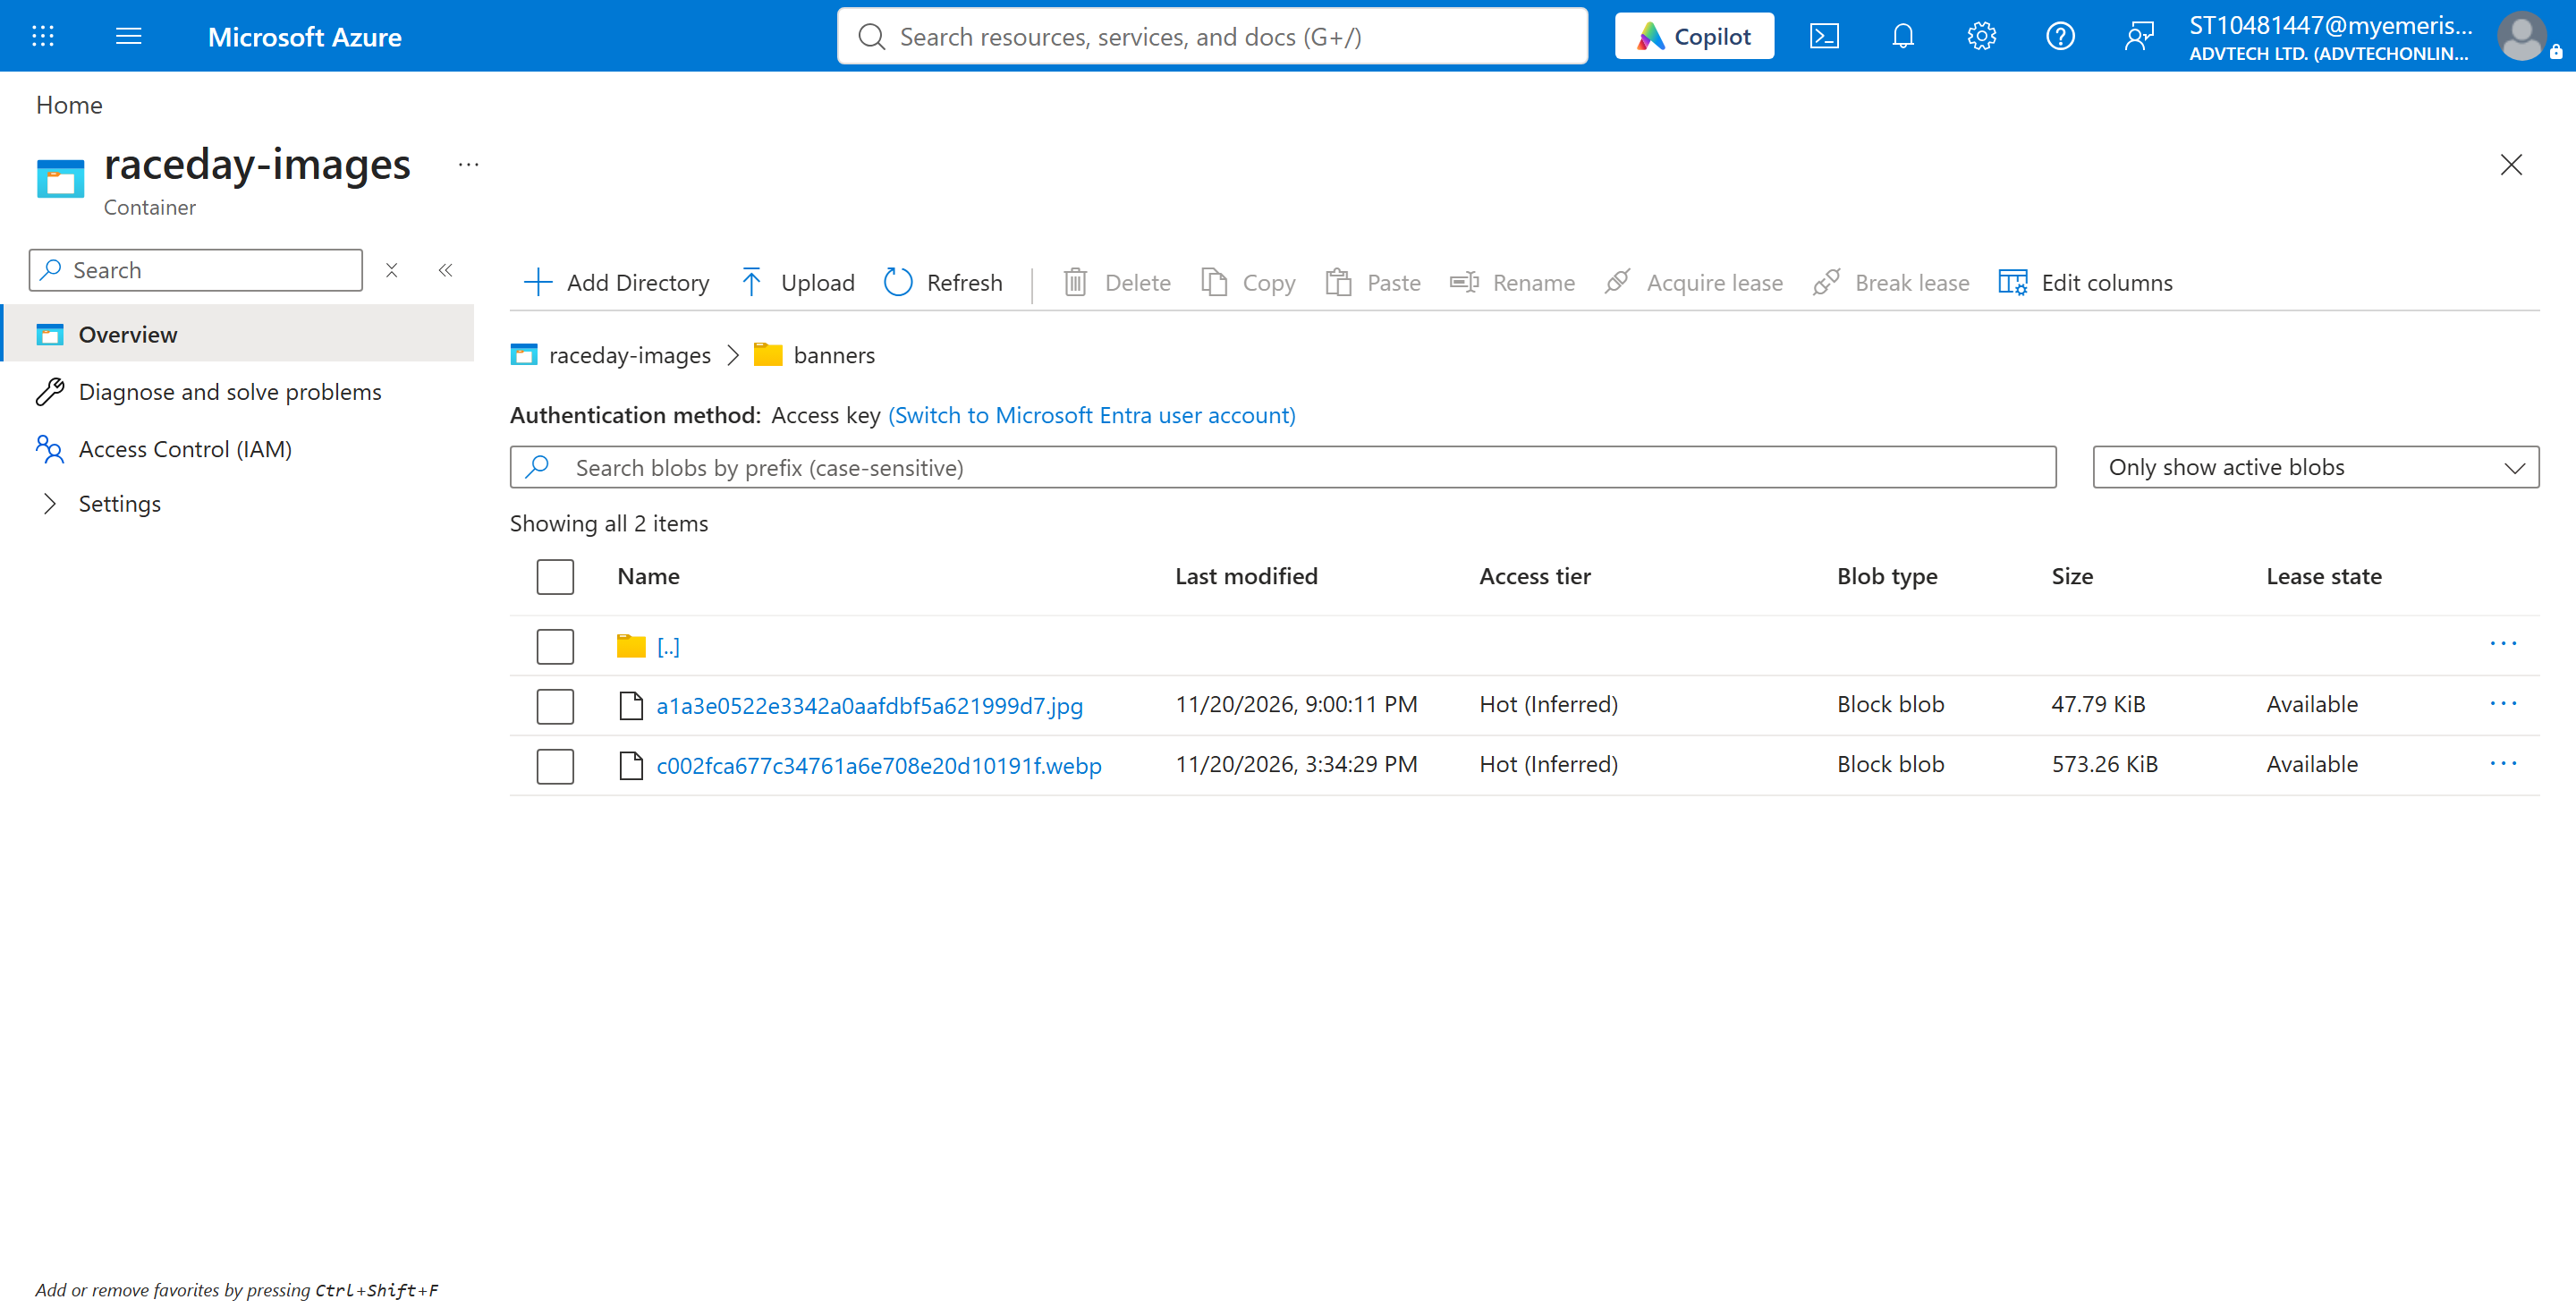 Microsoft Azure
Search resources, services, and docs (G+/)
Copilot
ST10481447@myemeris...
ADVTECH LTD. (ADVTECHONLIN...
Home
raceday-images
...
Container
Search
Overview
Diagnose and solve problems
Access Control (IAM)
Settings
Add Directory
Upload
Refresh
Delete
Copy
Paste
Rename
Acquire lease
Break lease
Edit columns
raceday-images > banners
Authentication method: Access key (Switch to Microsoft Entra user account)
Search blobs by prefix (case-sensitive)
Only show active blobs
Showing all 2 items
Name Last modified Access tier Blob type Size Lease state
[..]
a1a3e0522e3342a0aafdbf5a621999d7.jpg 11/20/2026, 9:00:11 PM Hot (Inferred) Block blob 47.79 KiB Available
c002fca677c34761a6e708e20d10191f.webp 11/20/2026, 3:34:29 PM Hot (Inferred) Block blob 573.26 KiB Available
Add or remove favorites by pressing Ctrl+Shift+F